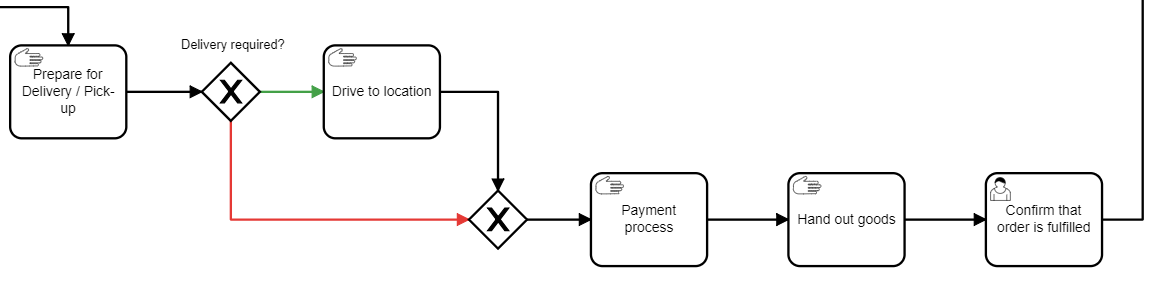 Delivery required?
Prepare for
Delivery / Pick-
up
X
Drive to location
X
Payment
process
Hand out goods
Confirm that
order is fulfilled